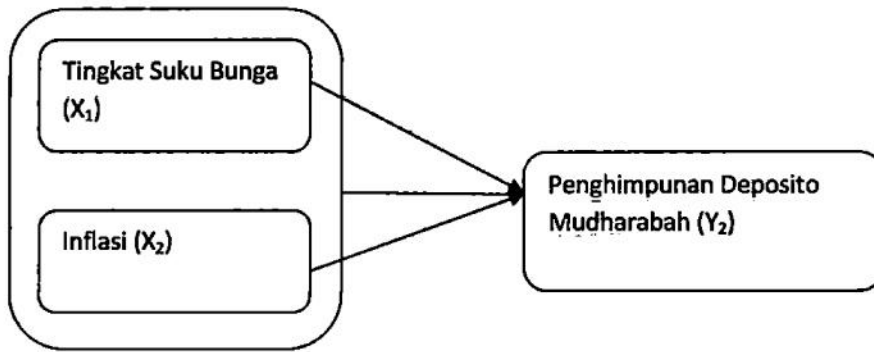 Tingkat Suku Bunga
(X₁)
Inflasi (X₂)
Penghimpunan Deposito
Mudharabah (Y₂)